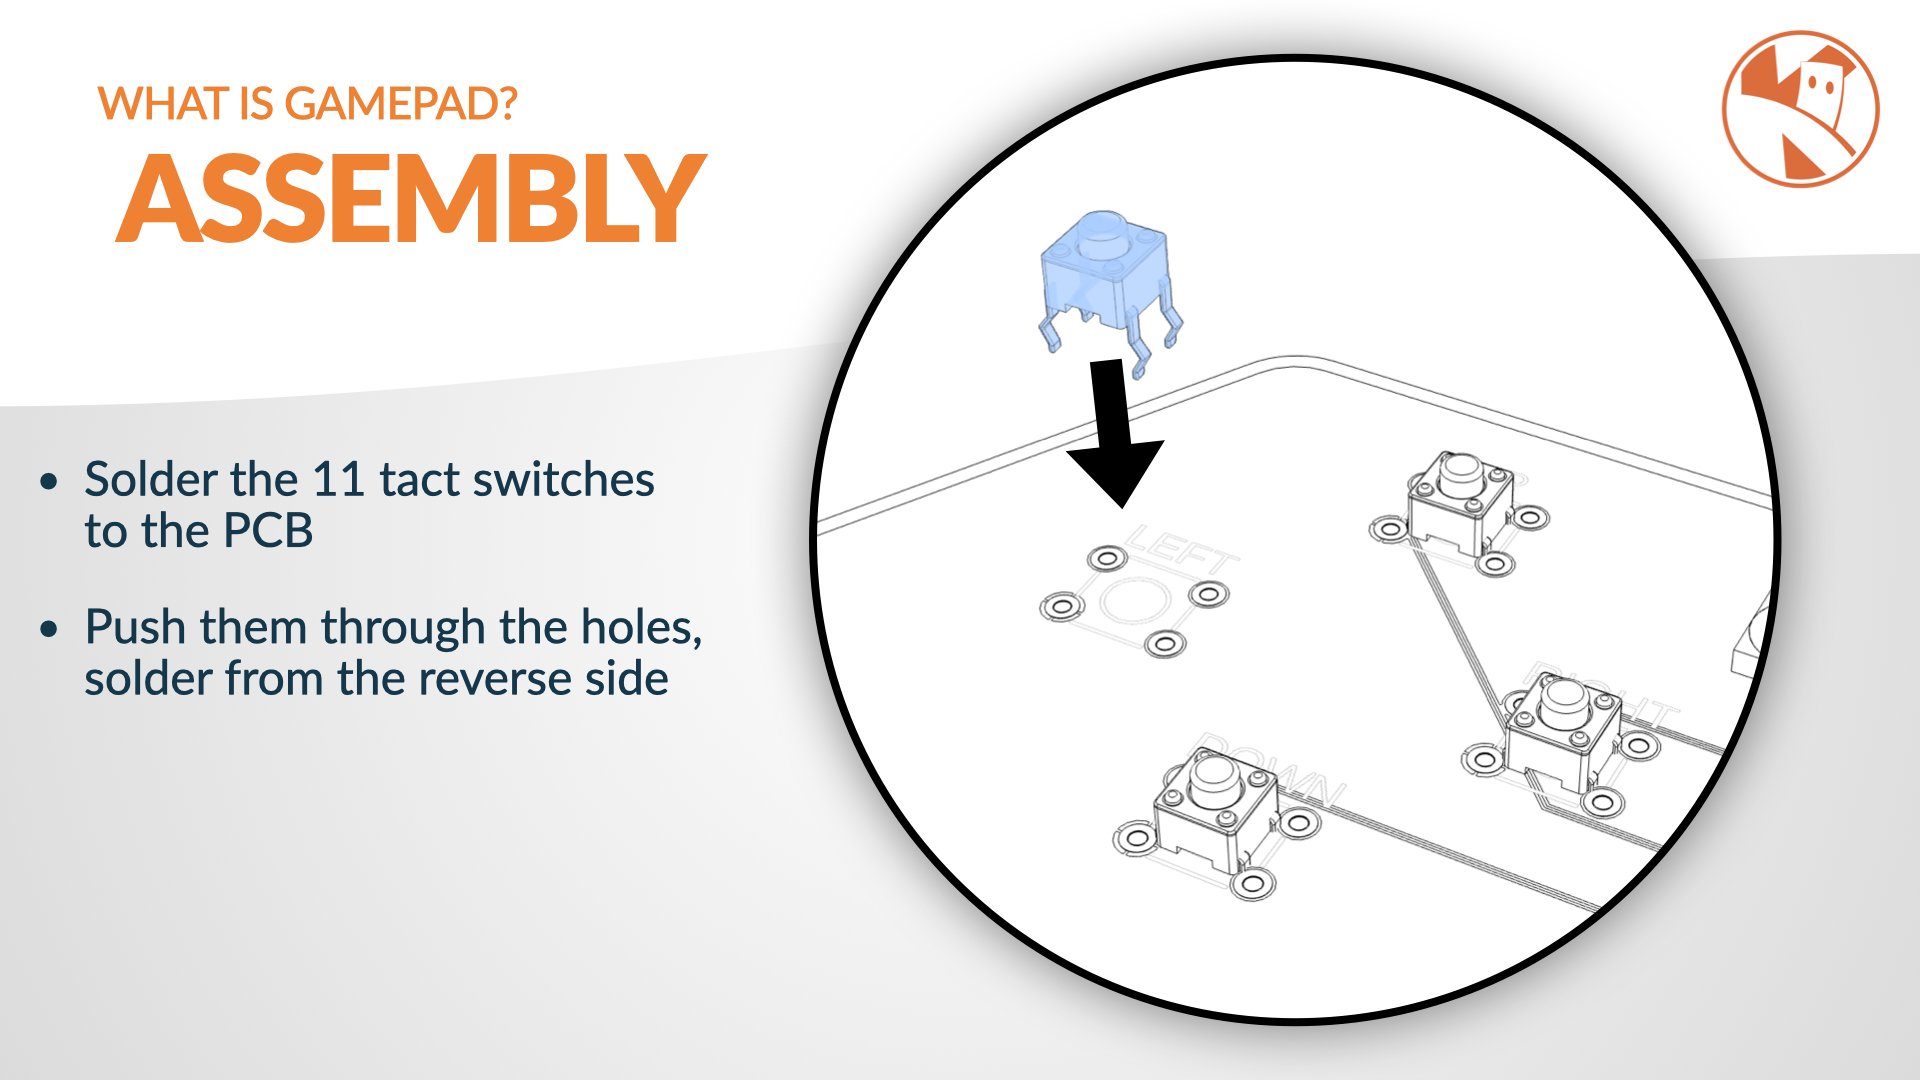 WHAT IS GAMEPAD?
ASSEMBLY
• Solder the 11 tact switches
to the PCB
• Push them through the holes,
solder from the reverse side
LEFT
RIGHT
DOWN